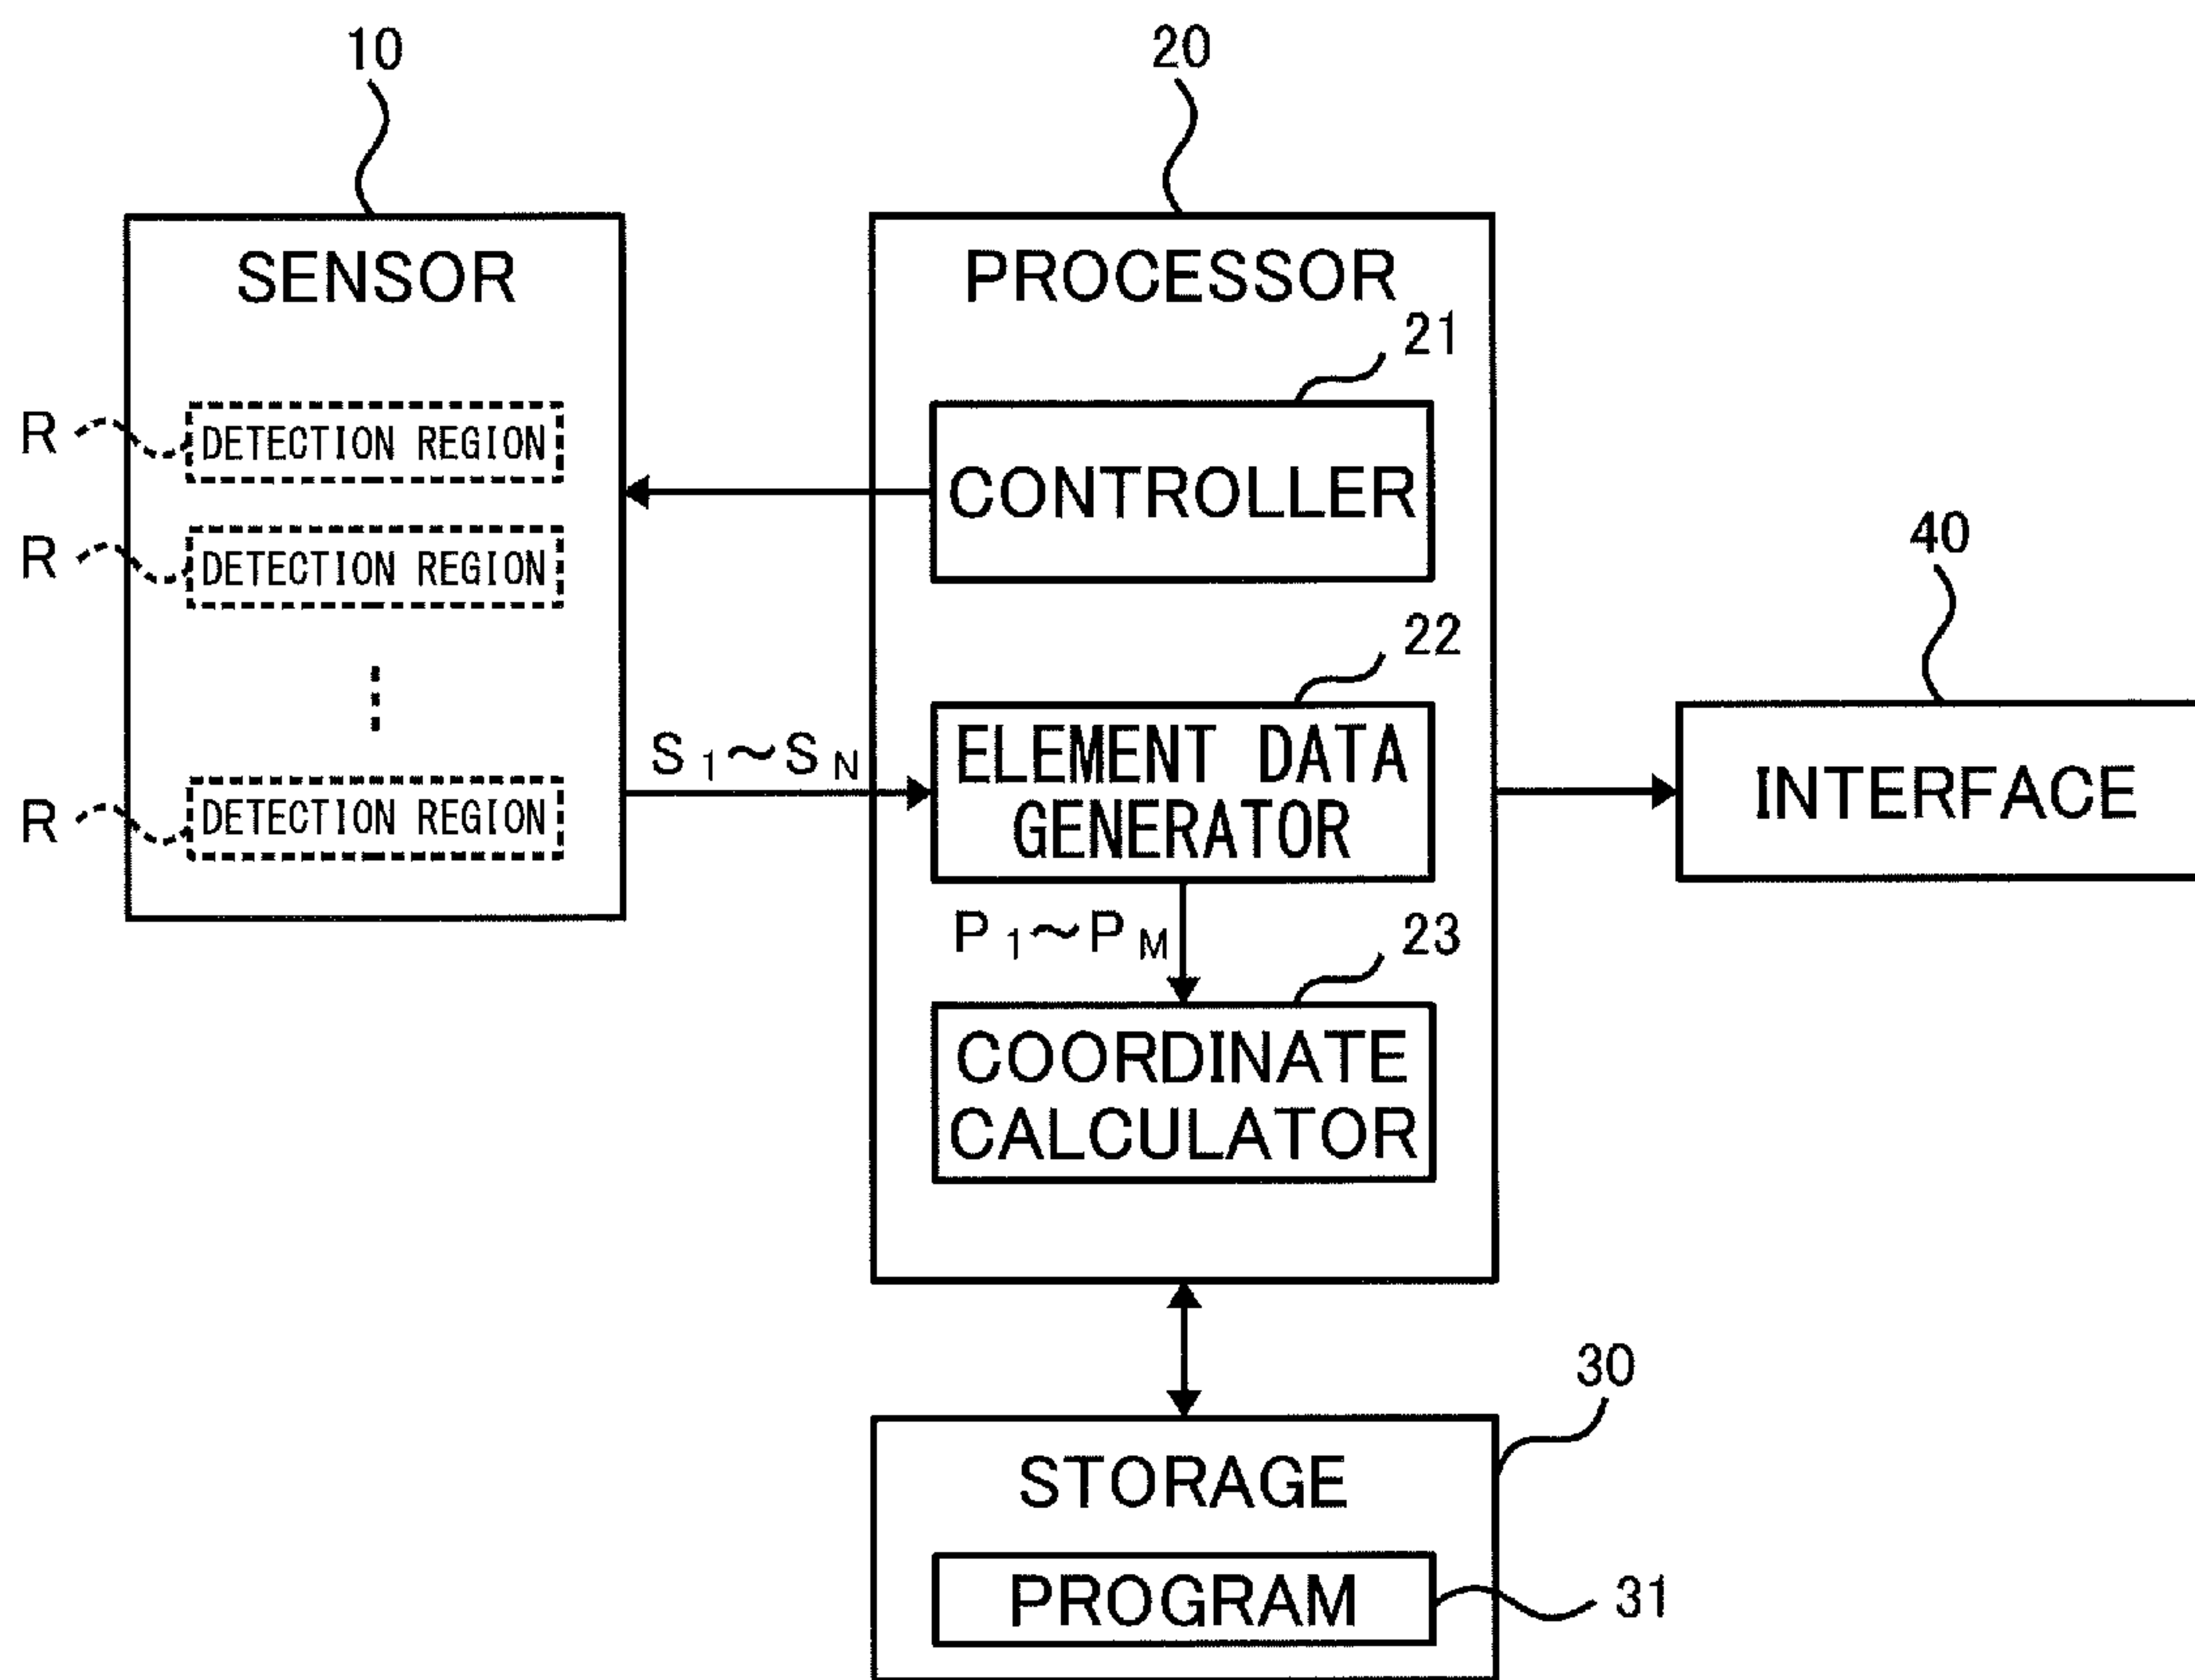 10
20
SENSOR
PROCESSOR
21
R
DETECTION REGION
CONTROLLER
R
DETECTION REGION
40
22
S1~SN
ELEMENT DATA
GENERATOR
INTERFACE
R
DETECTION REGION
P1~PM
23
COORDINATE
CALCULATOR
30
STORAGE
PROGRAM
31